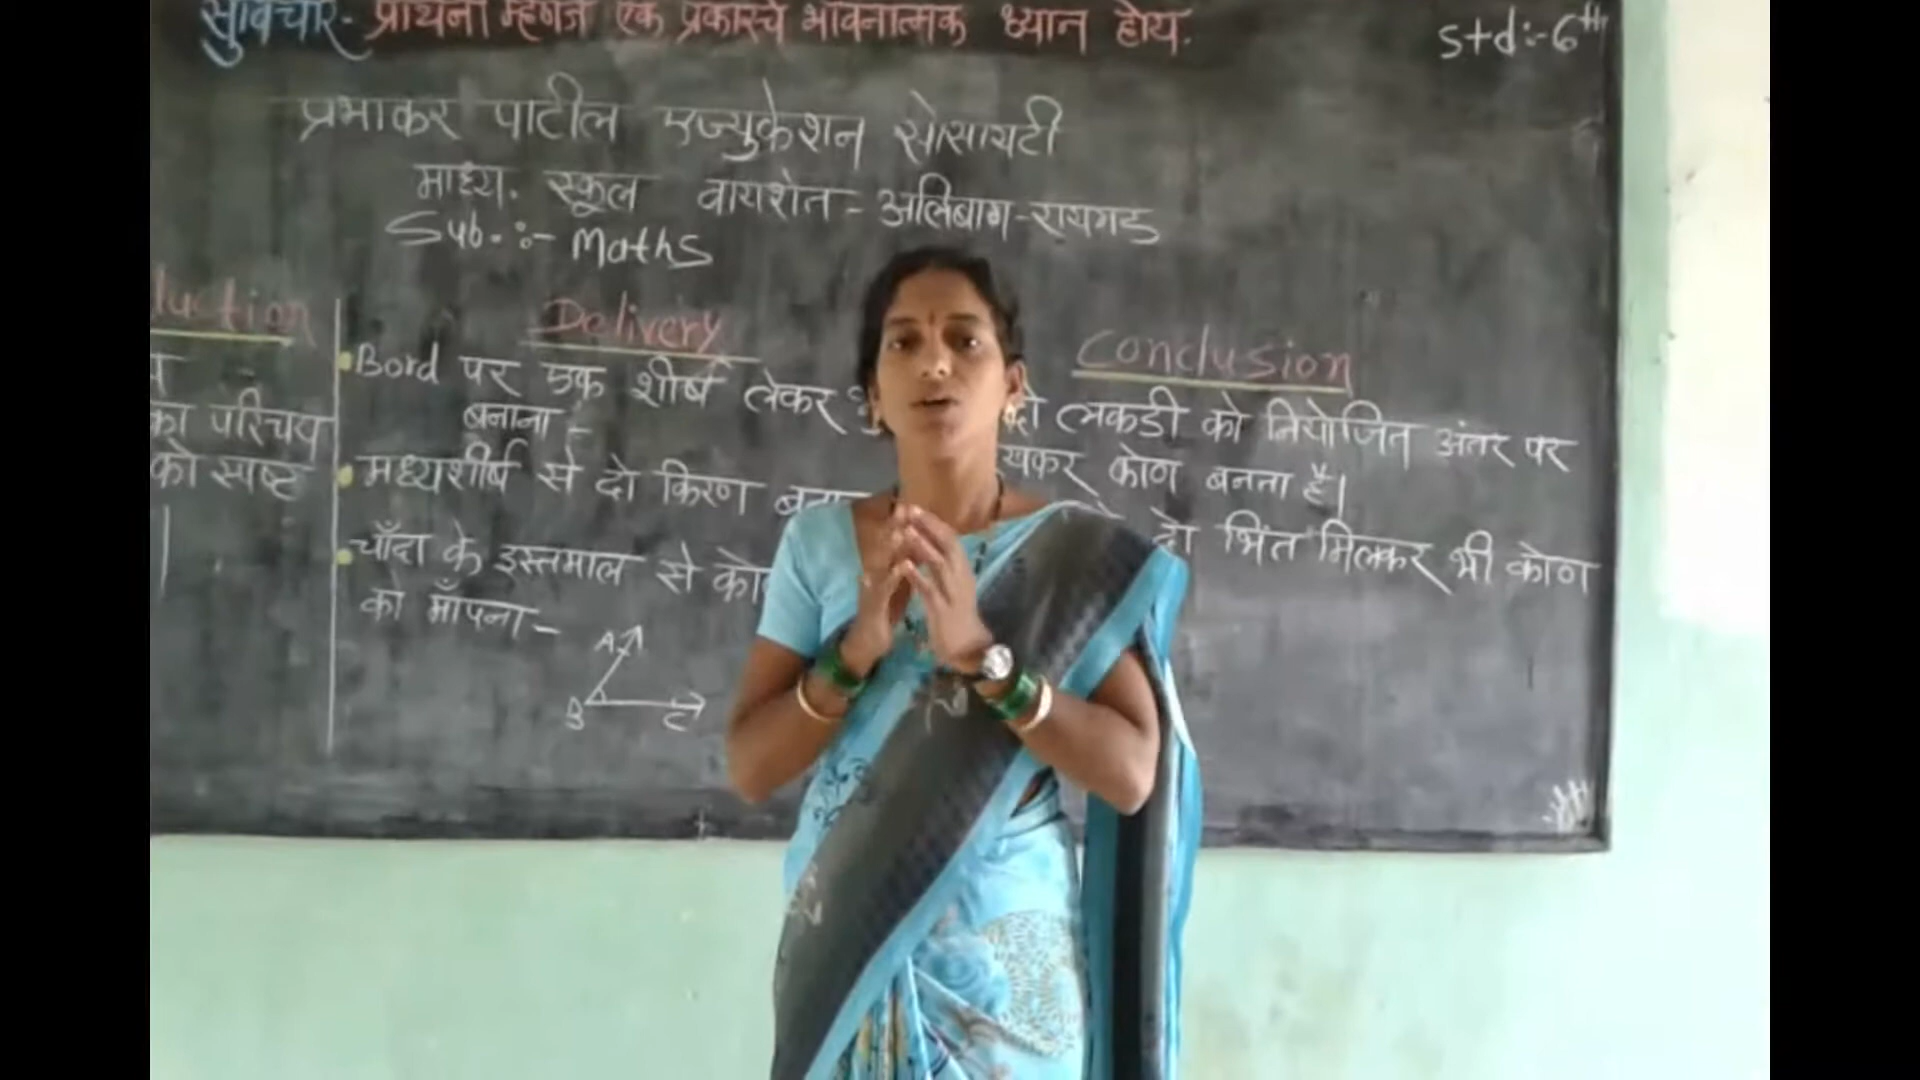 सुविचार- प्रार्थना म्हणजे एक प्रकारचे भावनात्मक ध्यान होय.
std:-6th
प्रभाकर पाटील एज्युकेशन सोसायटी
माध्य. स्कूल वायशेत - अलिबाग-रायगड
Sub. :- Maths
duction
का परिचय
को स्पष्ट
Delivery
•Bord पर एक शीर्ष लेकर
बनाना -
• मध्यशीर्ष से दो किरण
• चाँदा के इस्तमाल से
को माँपना -
A
B C
Conclusion
दो लकडी को नियोजित अंतर पर
कोण बनता है।
दो भिंत मिलकर भी कोण